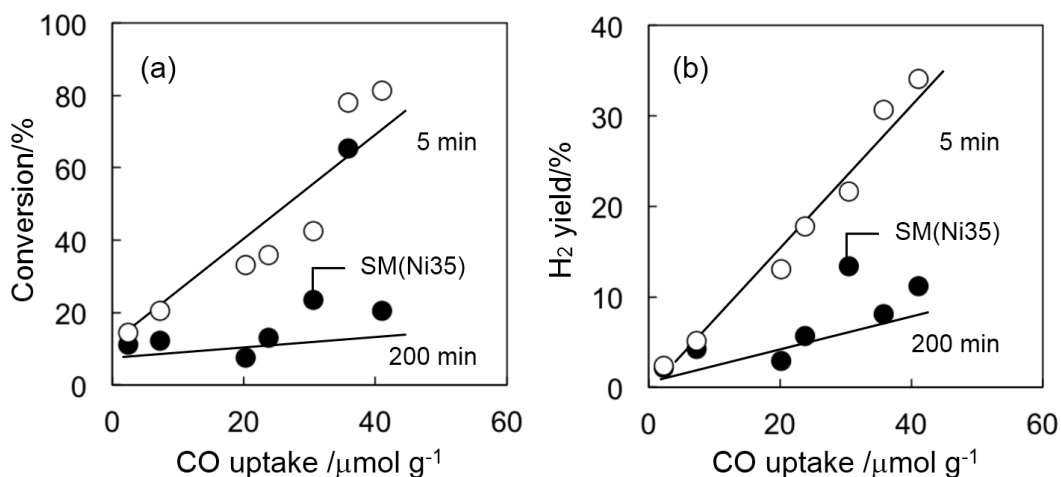 (a)
Conversion/%
100
80
60
40
20
0
5 min
SM(Ni35)
200 min
0 20 40 60
CO uptake /μmol g-1
(b)
H2 yield/%
40
30
20
10
0
5 min
SM(Ni35)
200 min
0 20 40 60
CO uptake /μmol g-1